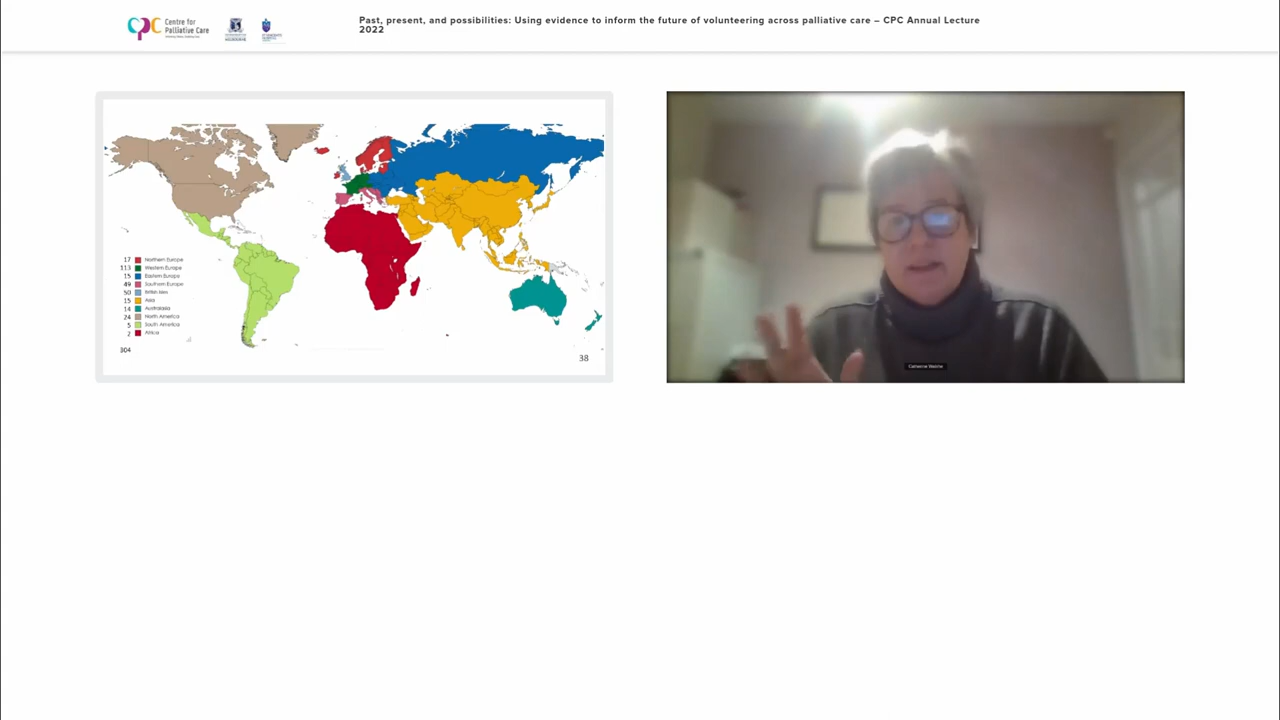 Centre for
Palliative Care
Past, present, and possibilities: Using evidence to inform the future of volunteering across palliative care – CPC Annual Lecture
2022
17 Northern Europe
113 Western Europe
15 Eastern Europe
49 Southern Europe
50 British Isles
15 Asia
14 Australasia
24 North America
5 South America
2 Africa
304
38
Catherine